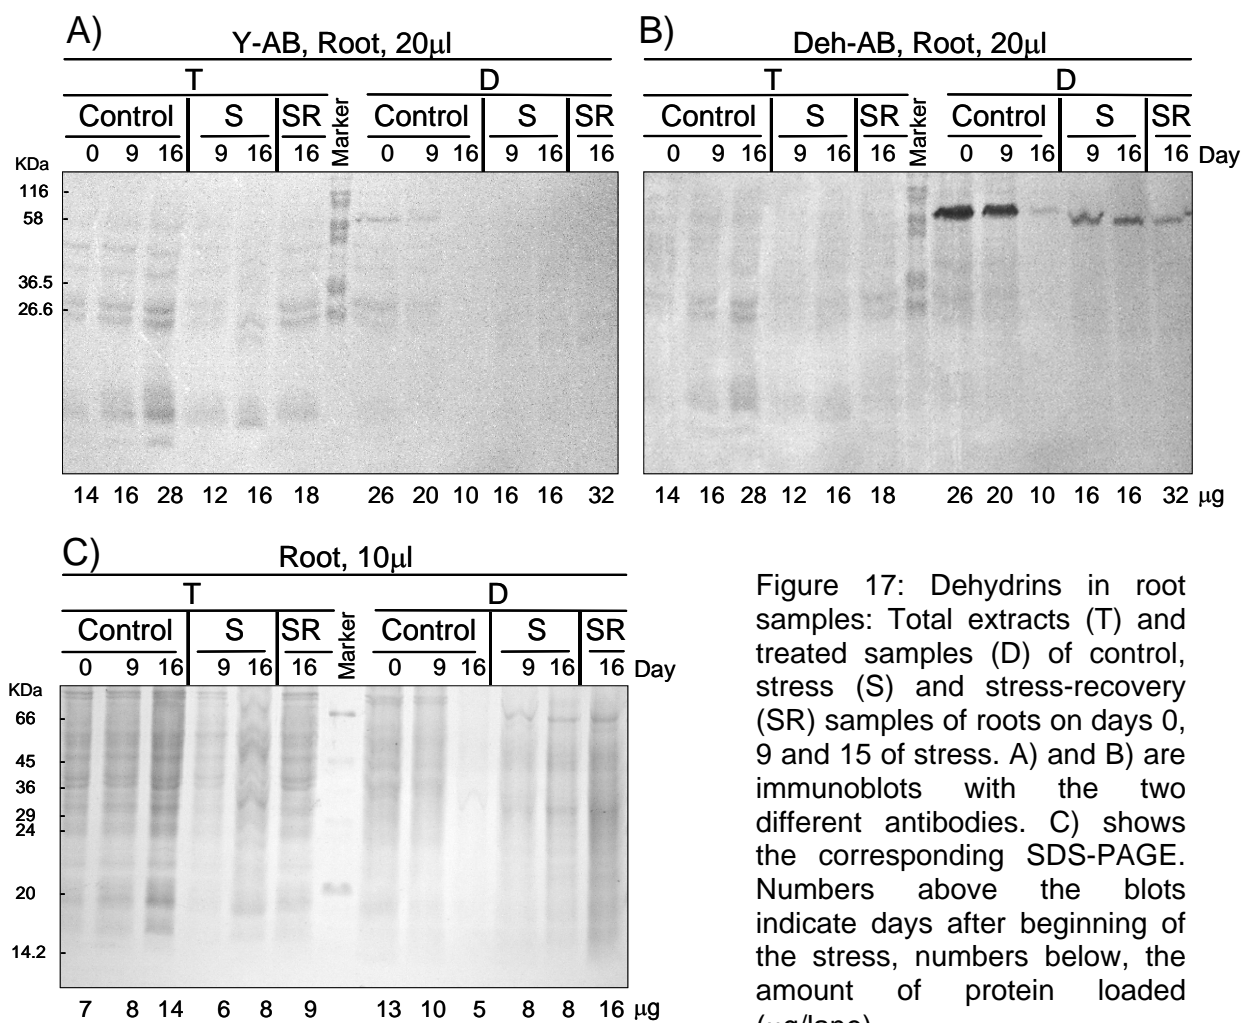 A)
Y-AB, Root, 20μl
T D
Control S SR Marker Control S SR
0 9 16 9 16 16 0 9 16 9 16 16
KDa
116
58
36.5
26.6
14 16 28 12 16 18 26 20 10 16 16 32
B)
Deh-AB, Root, 20μl
T D
Control S SR Marker Control S SR
0 9 16 9 16 16 0 9 16 9 16 16 Day
14 16 28 12 16 18 26 20 10 16 16 32 μg
C)
Root, 10μl
T D
Control S SR Marker Control S SR
0 9 16 9 16 16 0 9 16 9 16 16 Day
KDa
66
45
36
29
24
20
14.2
7 8 14 6 8 9 13 10 5 8 8 16 μg
Figure 17: Dehydrins in root
samples: Total extracts (T) and
treated samples (D) of control,
stress (S) and stress-recovery
(SR) samples of roots on days 0,
9 and 15 of stress. A) and B) are
immunoblots with the two
different antibodies. C) shows
the corresponding SDS-PAGE.
Numbers above the blots
indicate days after beginning of
the stress, numbers below, the
amount of protein loaded
(μg/lane)